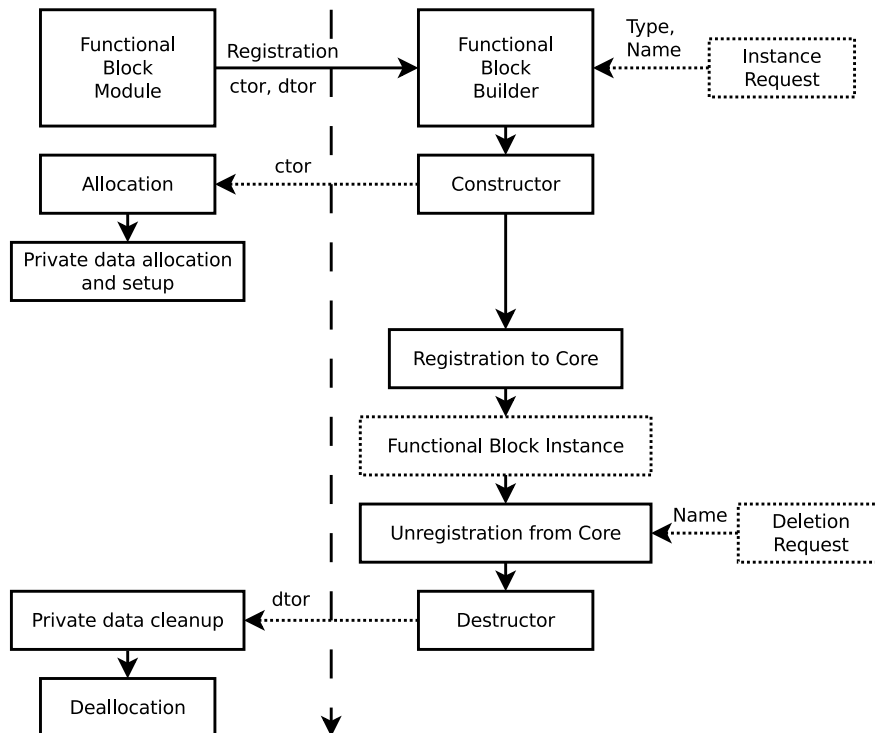 Functional
Block
Module
Registration
ctor, dtor
Functional
Block
Builder
Type,
Name
Instance
Request
Allocation
ctor
Constructor
Private data allocation
and setup
Registration to Core
Functional Block Instance
Unregistration from Core
Name
Deletion
Request
Private data cleanup
dtor
Destructor
Deallocation